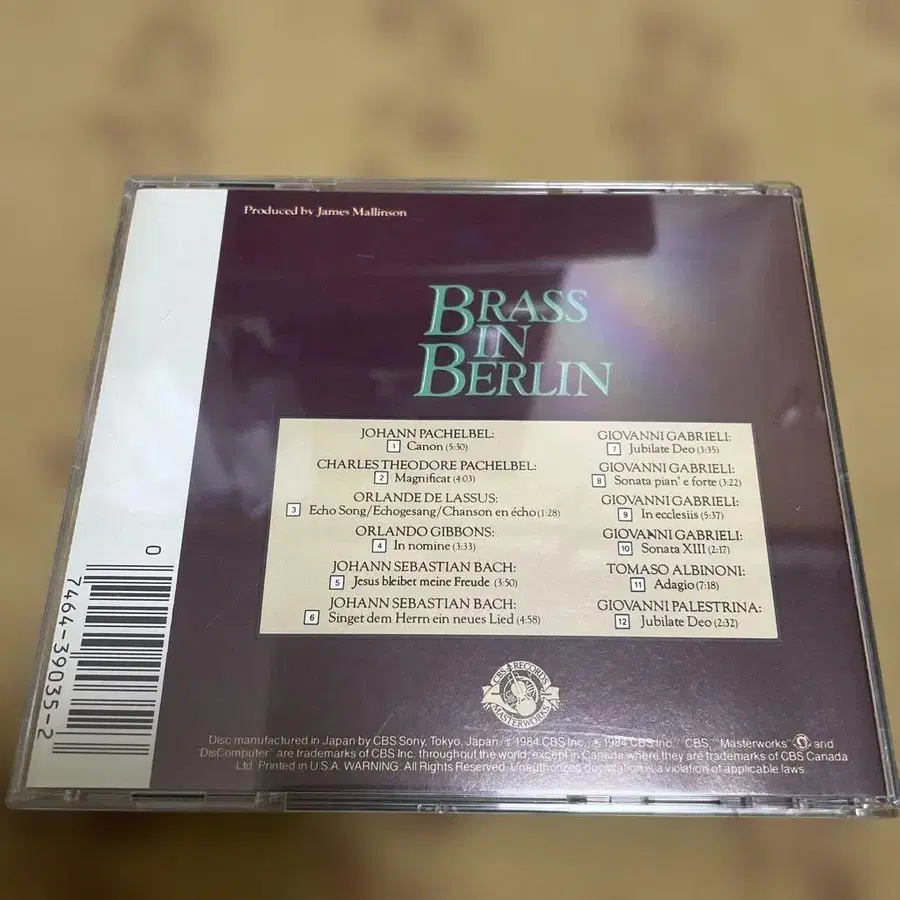 Produced by James Mallinson
BRASS
IN
BERLIN
JOHANN PACHELBEL:
1 Canon (5:30)
CHARLES THEODORE PACHELBEL:
2 Magnificat (4:03)
ORLANDE DE LASSUS:
3 Echo Song/Echogesang/Chanson en écho (1:28)
ORLANDO GIBBONS:
4 In nomine (3:33)
JOHANN SEBASTIAN BACH:
5 Jesus bleibet meine Freude (3:50)
JOHANN SEBASTIAN BACH:
6 Singet dem Herrn ein neues Lied (4:58)
GIOVANNI GABRIELI:
7 Jubilate Deo (3:35)
GIOVANNI GABRIELI:
8 Sonata pian' e forte (3:22)
GIOVANNI GABRIELI:
9 In ecclesiis (5:37)
GIOVANNI GABRIELI:
10 Sonata XIII (2:17)
TOMASO ALBINONI:
11 Adagio (7:18)
GIOVANNI PALESTRINA:
12 Jubilate Deo (2:32)
CBS RECORDS
MASTERWORKS
Disc manufactured in Japan by CBS Sony, Tokyo, Japan/℗ 1984 CBS Inc./© 1984 CBS Inc./"CBS," "Masterworks" and
"DisComputer" are trademarks of CBS Inc. throughout the world, except in Canada where they are trademarks of CBS Canada
Ltd. Printed in U.S.A. WARNING: All Rights Reserved. Unauthorized duplication is a violation of applicable laws.
0 7464-39035-2